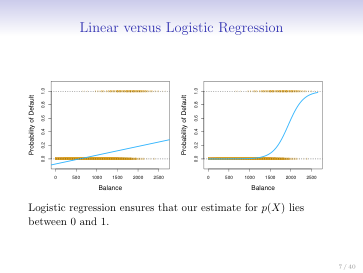 Linear versus Logistic Regression
Probability of Default
0.0 0.2 0.4 0.6 0.8 1.0
0 500 1000 1500 2000 2500
Balance
Probability of Default
0.0 0.2 0.4 0.6 0.8 1.0
0 500 1000 1500 2000 2500
Balance
Logistic regression ensures that our estimate for p(X) lies
between 0 and 1.
7 / 40